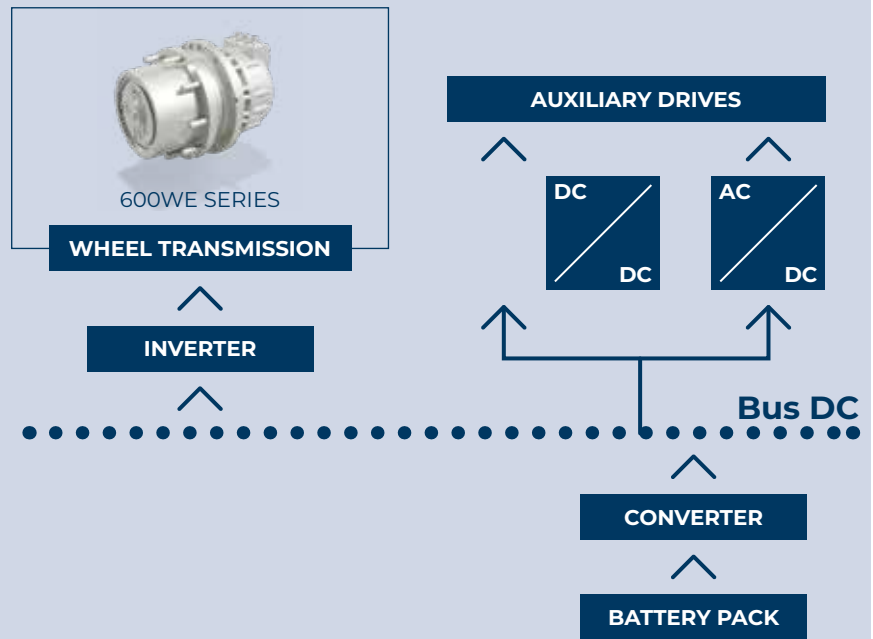 600WE SERIES
WHEEL TRANSMISSION
INVERTER
AUXILIARY DRIVES
DC
DC
AC
DC
Bus DC
CONVERTER
BATTERY PACK